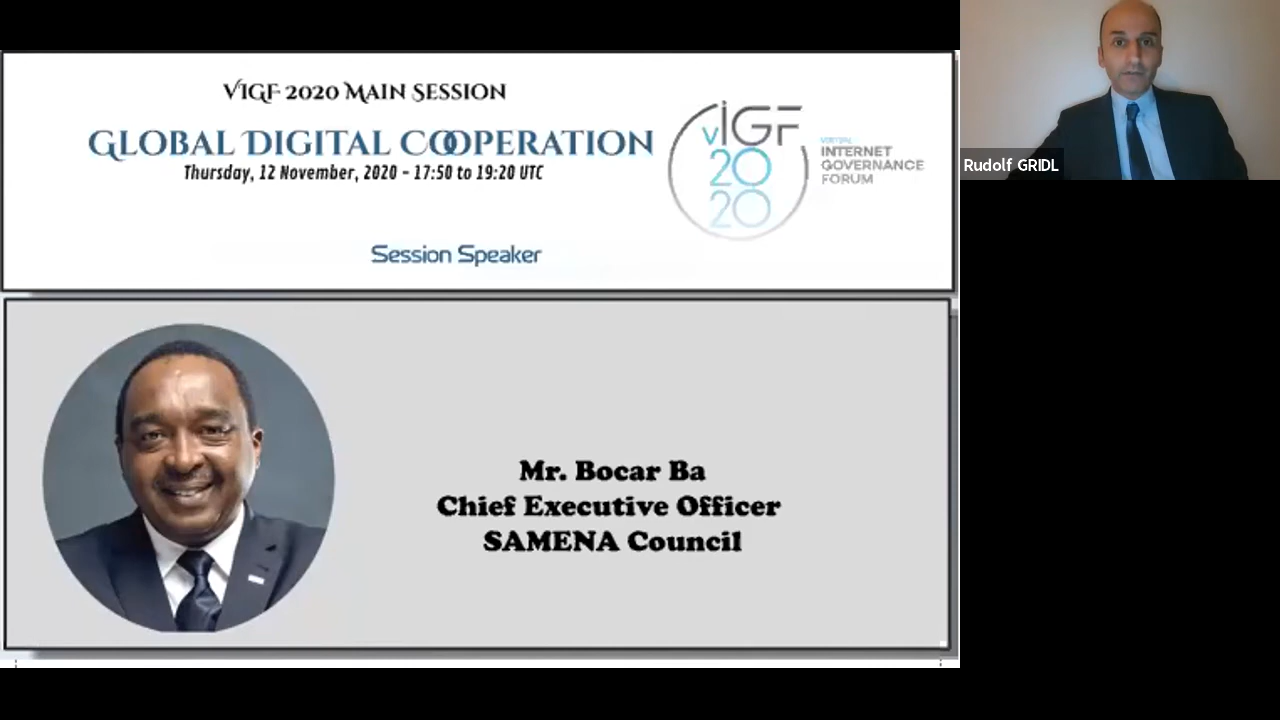 VIGF 2020 MAIN SESSION
GLOBAL DIGITAL COOPERATION
Thursday, 12 November, 2020 - 17:50 to 19:20 UTC
vIGF
20
20
VIRTUAL
INTERNET
GOVERNANCE
FORUM
Session Speaker
Mr. Bocar Ba
Chief Executive Officer
SAMENA Council
Rudolf GRIDL